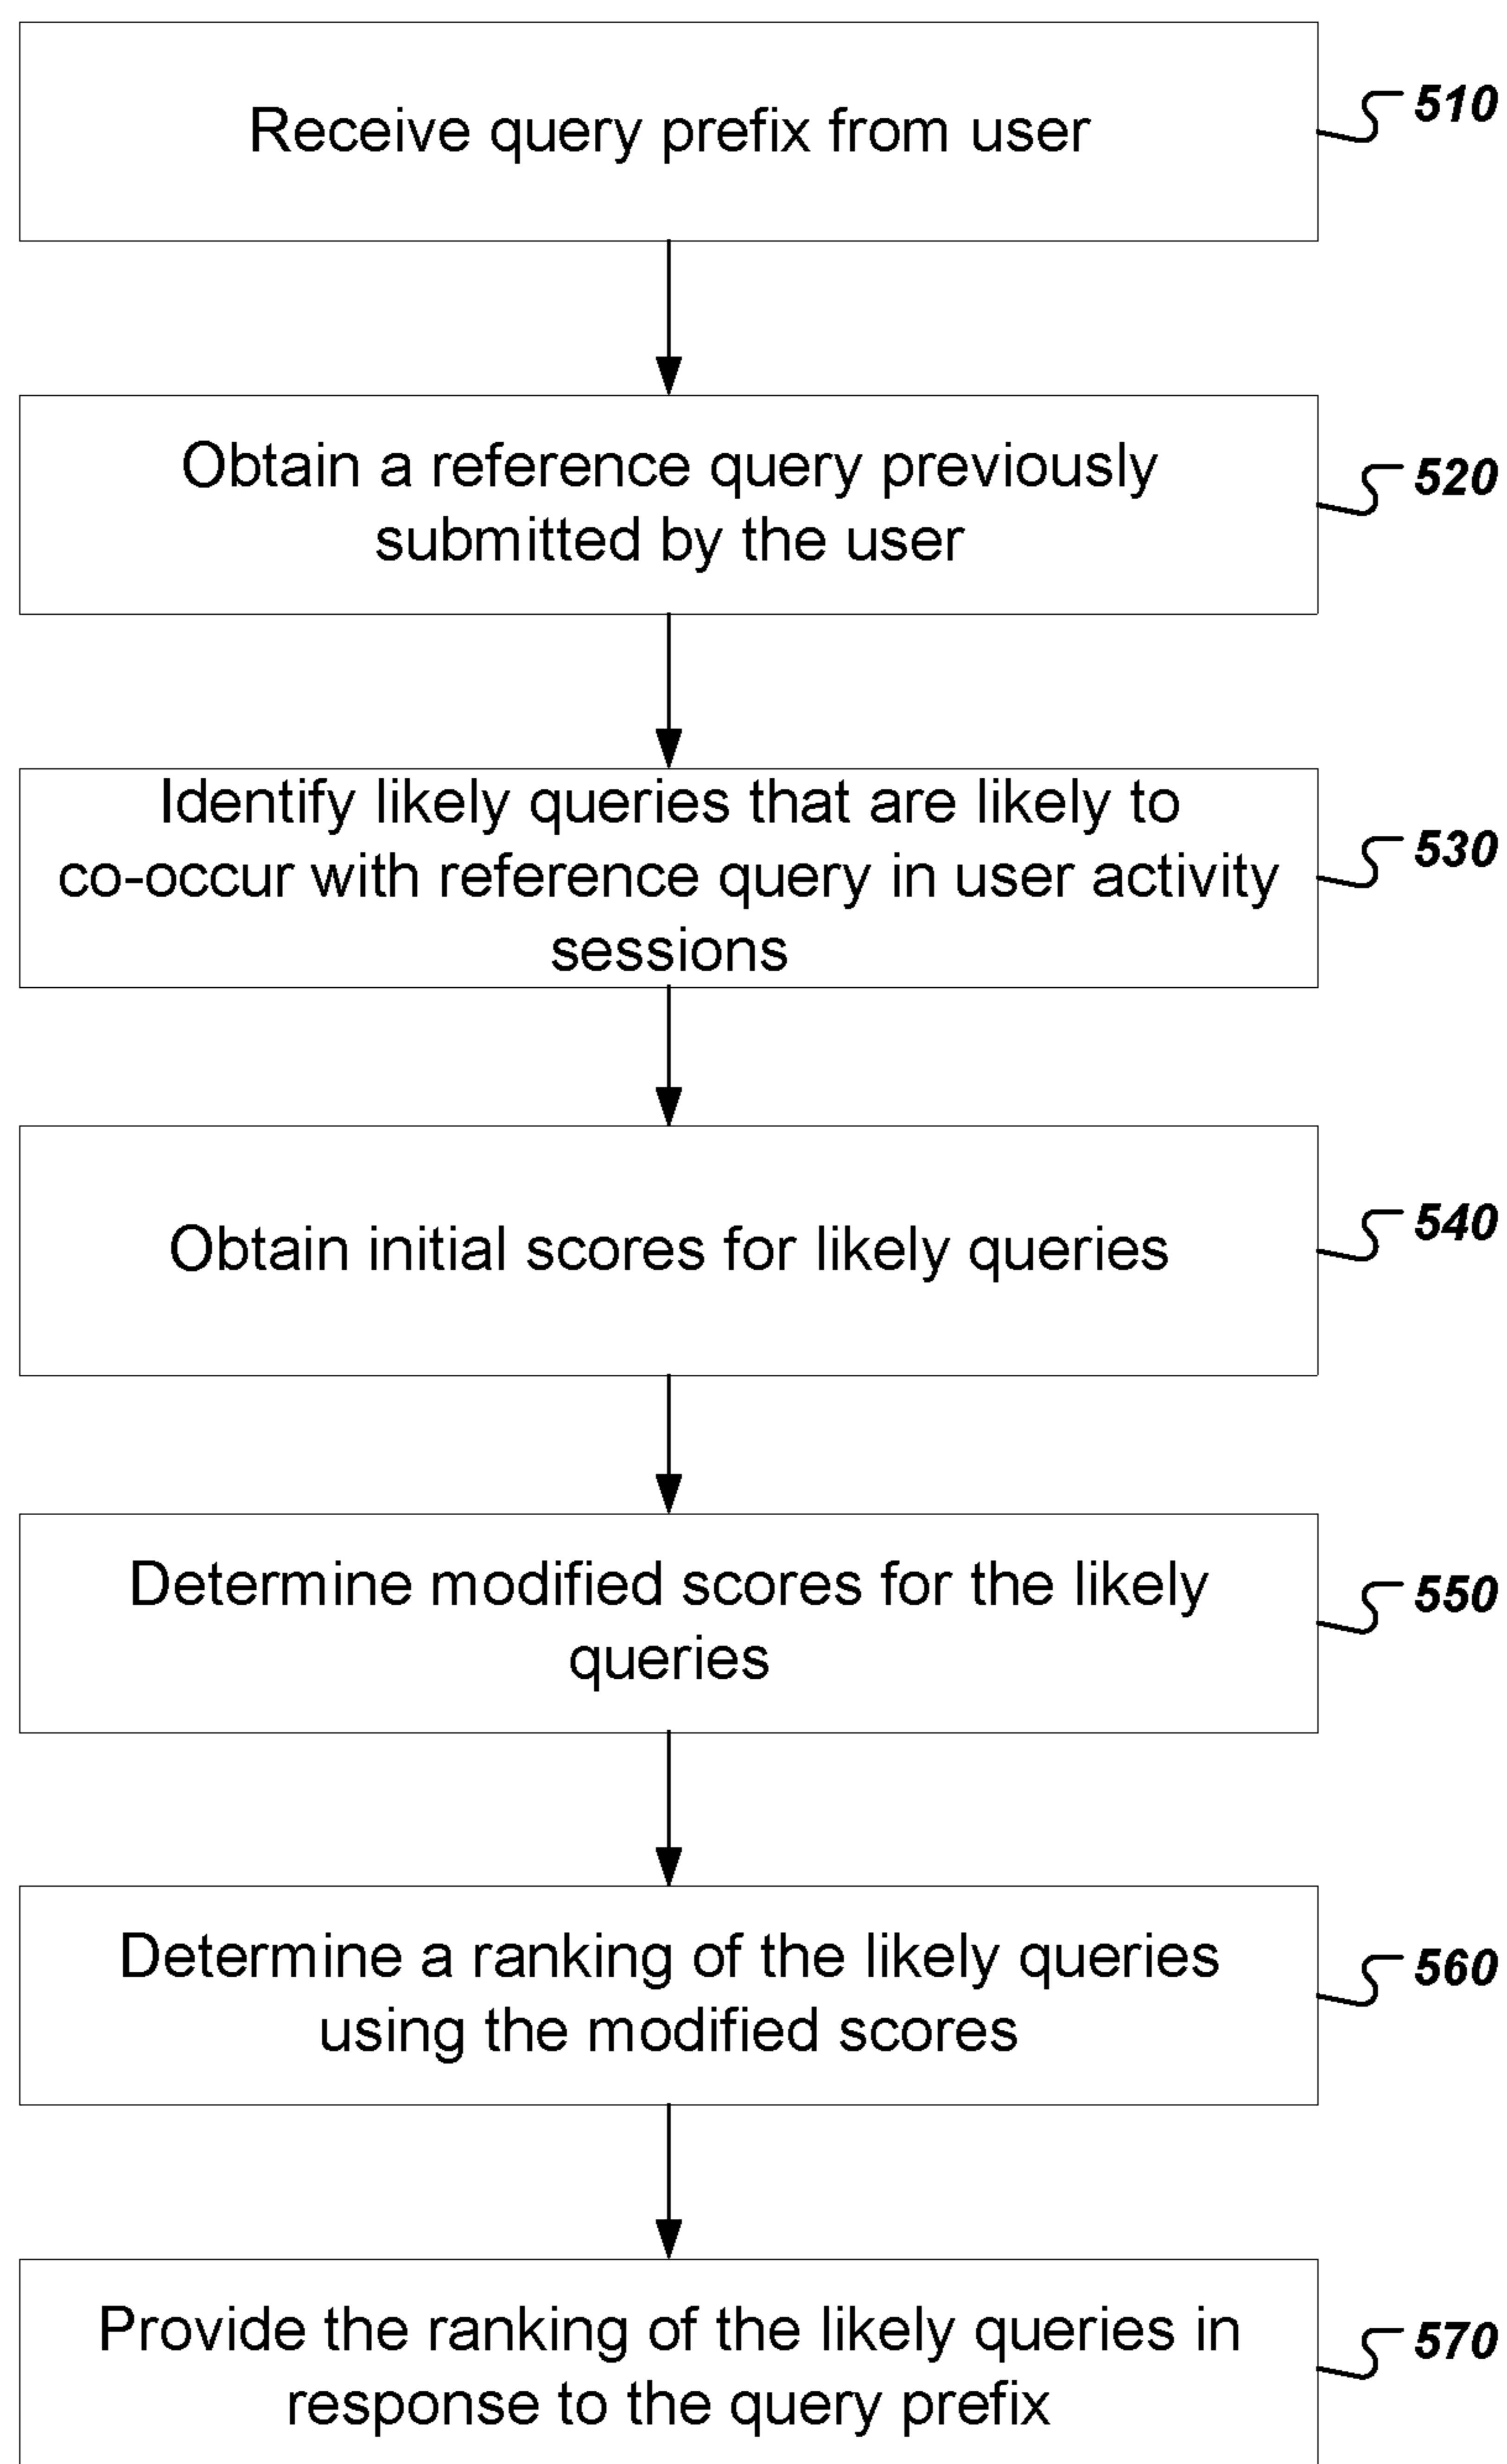 Receive query prefix from user
510
Obtain a reference query previously
submitted by the user
520
Identify likely queries that are likely to
co-occur with reference query in user activity
sessions
530
Obtain initial scores for likely queries
540
Determine modified scores for the likely
queries
550
Determine a ranking of the likely queries
using the modified scores
560
Provide the ranking of the likely queries in
response to the query prefix
570